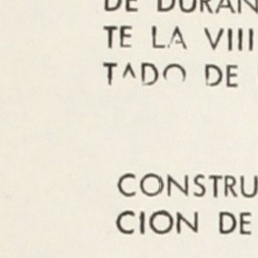 DE DURAN
TE LA VIII
TADO DE
CONSTRU
CION DE